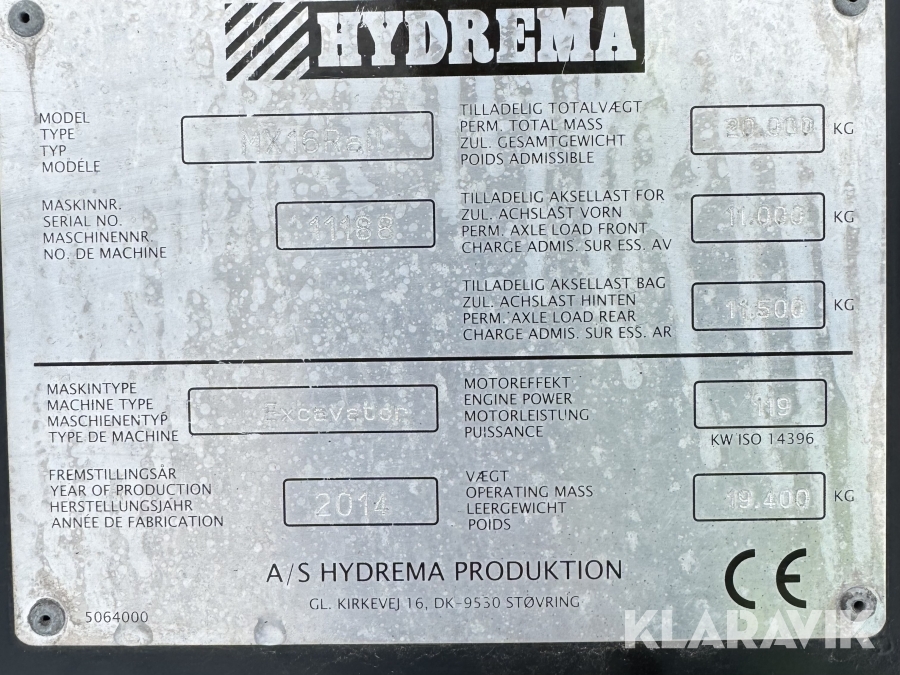 HYDREMA
MODEL
TYPE
TYP
MODÉLE
MX16Rail
TILLADELIG TOTALVÆGT
PERM. TOTAL MASS
ZUL. GESAMTGEWICHT
POIDS ADMISSIBLE
20.000 KG
MASKINNR.
SERIAL NO.
MASCHINENNR.
NO. DE MACHINE
11188
TILLADELIG AKSELLAST FOR
ZUL. ACHSLAST VORN
PERM. AXLE LOAD FRONT
CHARGE ADMIS. SUR ESS. AV
11.000 KG
TILLADELIG AKSELLAST BAG
ZUL. ACHSLAST HINTEN
PERM. AXLE LOAD REAR
CHARGE ADMIS. SUR ESS. AR
KG
MASKINTYPE
MACHINE TYPE
MASCHIENENTYP
TYPE DE MACHINE
Excavator
MOTOREFFEKT
ENGINE POWER
MOTORLEISTUNG
PUISSANCE
119
KW ISO 14396
FREMSTILLINGSÅR
YEAR OF PRODUCTION
HERSTELLUNGSJAHR
ANNÉE DE FABRICATION
2014
VÆGT
OPERATING MASS
LEERGEWICHT
POIDS
19.400 KG
A/S HYDREMA PRODUKTION
GL. KIRKEVEJ 16, DK-9530 STØVRING
CE
5064000
KLARAVIK